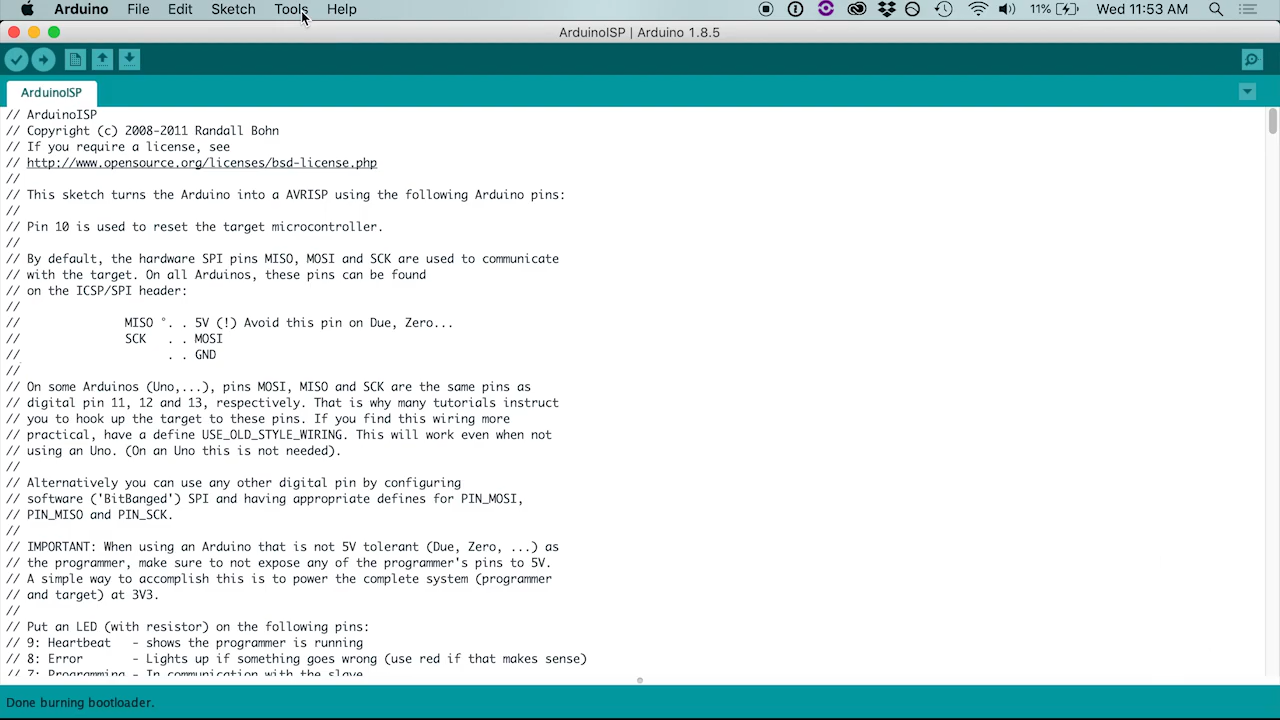 Arduino File Edit Sketch Tools Help 11% Wed 11:53 AM
ArduinoISP | Arduino 1.8.5
ArduinoISP
// ArduinoISP
// Copyright (c) 2008-2011 Randall Bohn
// If you require a license, see
// http://www.opensource.org/licenses/bsd-license.php
//
// This sketch turns the Arduino into a AVRISP using the following Arduino pins:
//
// Pin 10 is used to reset the target microcontroller.
//
// By default, the hardware SPI pins MISO, MOSI and SCK are used to communicate
// with the target. On all Arduinos, these pins can be found
// on the ICSP/SPI header:
//
// MISO °. . 5V (!) Avoid this pin on Due, Zero...
// SCK . . MOSI
// . . GND
//
// On some Arduinos (Uno,...), pins MOSI, MISO and SCK are the same pins as
// digital pin 11, 12 and 13, respectively. That is why many tutorials instruct
// you to hook up the target to these pins. If you find this wiring more
// practical, have a define USE_OLD_STYLE_WIRING. This will work even when not
// using an Uno. (On an Uno this is not needed).
//
// Alternatively you can use any other digital pin by configuring
// software ('BitBanged') SPI and having appropriate defines for PIN_MOSI,
// PIN_MISO and PIN_SCK.
//
// IMPORTANT: When using an Arduino that is not 5V tolerant (Due, Zero, ...) as
// the programmer, make sure to not expose any of the programmer's pins to 5V.
// A simple way to accomplish this is to power the complete system (programmer
// and target) at 3V3.
//
// Put an LED (with resistor) on the following pins:
// 9: Heartbeat - shows the programmer is running
// 8: Error - Lights up if something goes wrong (use red if that makes sense)
// 7: Programming - In communication with the slave
Done burning bootloader.